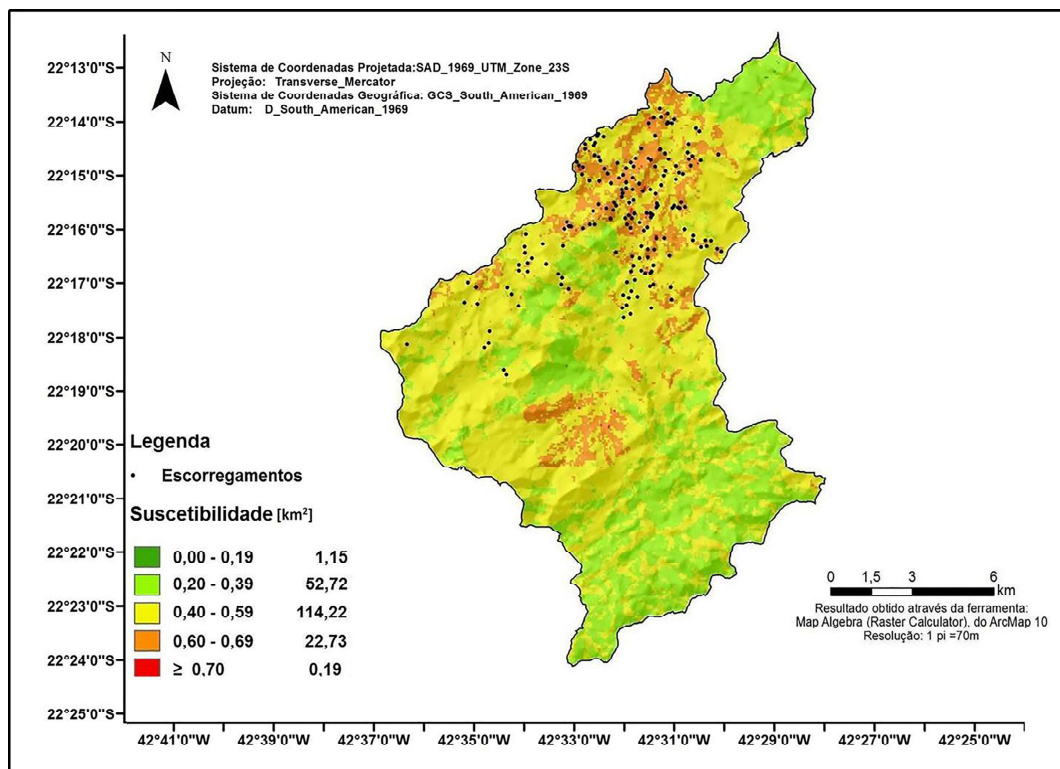 N
Sistema de Coordenadas Projetada:SAD_1969_UTM_Zone_23S
Projeção: Transverse_Mercator
Sistema de Coordenadas Geográfica: GCS_South_American_1969
Datum: D_South_American_1969
22°13'0"S
22°14'0"S
22°15'0"S
22°16'0"S
22°17'0"S
22°18'0"S
22°19'0"S
22°20'0"S
22°21'0"S
22°22'0"S
22°23'0"S
22°24'0"S
22°25'0"S
Legenda
Escorregamentos
Suscetibilidade [km²]
0,00 - 0,19 1,15
0,20 - 0,39 52,72
0,40 - 0,59 114,22
0,60 - 0,69 22,73
≥ 0,70 0,19
0 1,5 3 6
km
Resultado obtido através da ferramenta:
Map Algebra (Raster Calculator), do ArcMap 10
Resolução: 1 pi =70m
42°41'0"W 42°39'0"W 42°37'0"W 42°35'0"W 42°33'0"W 42°31'0"W 42°29'0"W 42°27'0"W 42°25'0"W